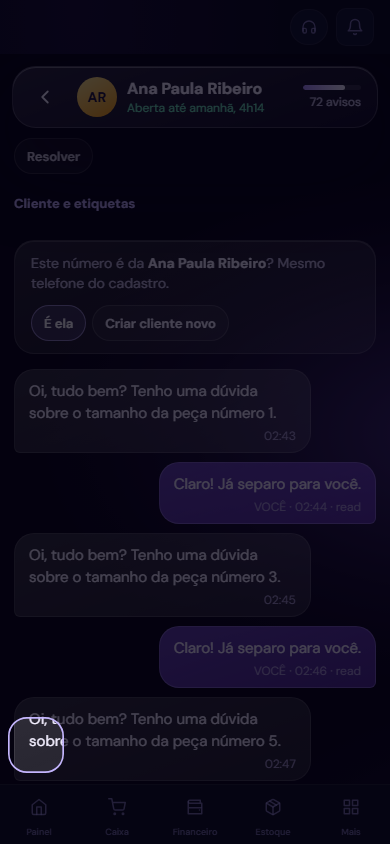 AR
Ana Paula Ribeiro
Aberta até amanhã, 4h14
72 avisos
Resolver
Cliente e etiquetas
Este número é da Ana Paula Ribeiro? Mesmo
telefone do cadastro.
É ela
Criar cliente novo
Oi, tudo bem? Tenho uma dúvida
sobre o tamanho da peça número 1.
02:43
Claro! Já separo para você.
VOCÊ · 02:44 · read
Oi, tudo bem? Tenho uma dúvida
sobre o tamanho da peça número 3.
02:45
Claro! Já separo para você.
VOCÊ · 02:46 · read
Oi, tudo bem? Tenho uma dúvida
sobre o tamanho da peça número 5.
02:47
Painel
Caixa
Financeiro
Estoque
Mais